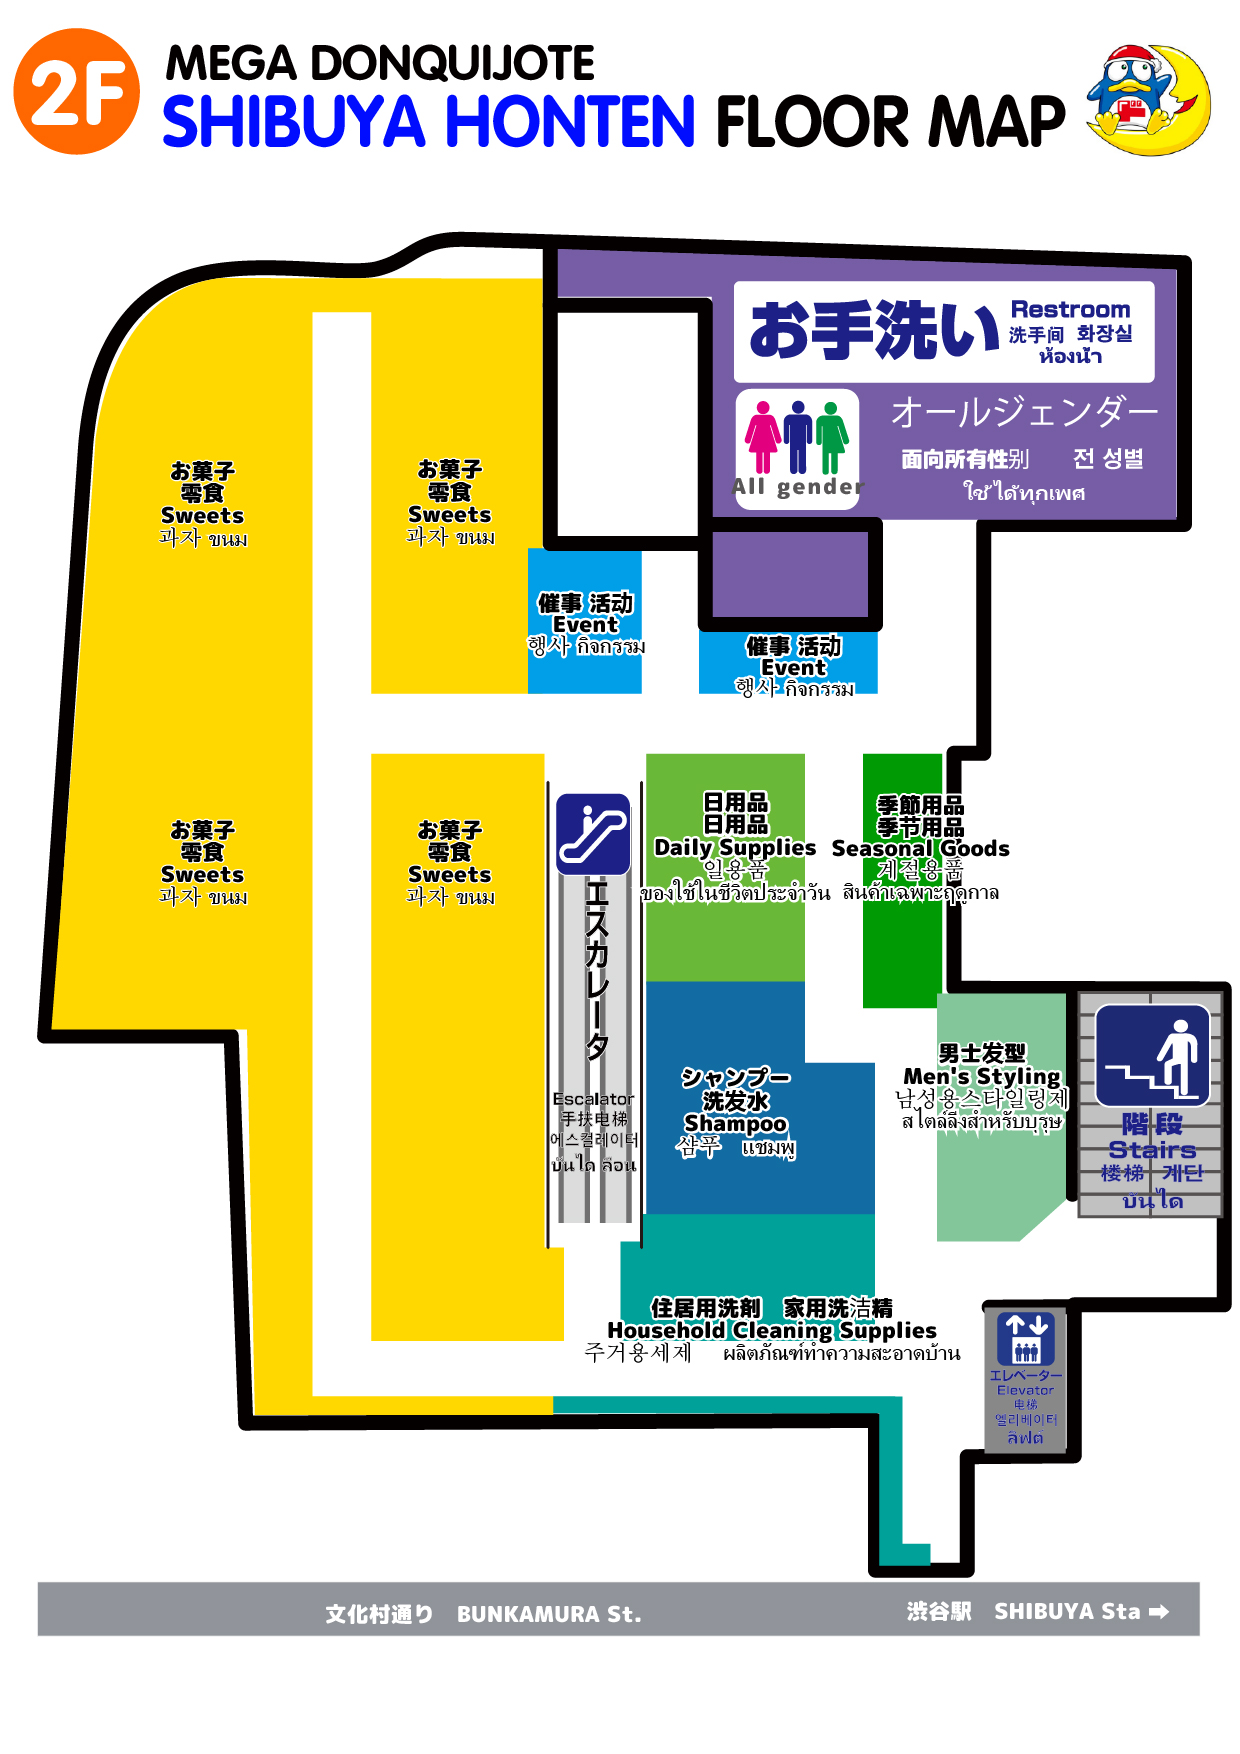 2F
MEGA DONQUIJOTE
SHIBUYA HONTEN FLOOR MAP
お手洗い
Restroom
洗手间 화장실
ห้องน้ำ
オールジェンダー
面向所有性别 전 성별
ใช้ได้ทุกเพศ
All gender
お菓子
零食
Sweets
과자 ขนม
お菓子
零食
Sweets
과자 ขนม
催事 活动
Event
행사 กิจกรรม
催事 活动
Event
행사 กิจกรรม
お菓子
零食
Sweets
과자 ขนม
お菓子
零食
Sweets
과자 ขนม
エスカレータ
Escalator
手扶电梯
에스컬레이터
บันได ลื่อน
日用品
日用品
Daily Supplies
일용품
ของใช้ในชีวิตประจำวัน
季節用品
季节用品
Seasonal Goods
계절용품
สินค้าเฉพาะฤดูกาล
シャンプー
洗发水
Shampoo
샴푸 แชมพู
男士发型
Men's Styling
남성용스타일링제
สไตล์ลิ่งสำหรับบุรุษ
階段
Stairs
楼梯 계단
บันได
住居用洗剤 家用洗洁精
Household Cleaning Supplies
주거용세제 ผลิตภัณฑ์ทำความสะอาดบ้าน
エレベーター
Elevator
电梯
엘리베이터
ลิฟต์
文化村通り BUNKAMURA St.
渋谷駅 SHIBUYA Sta ➡